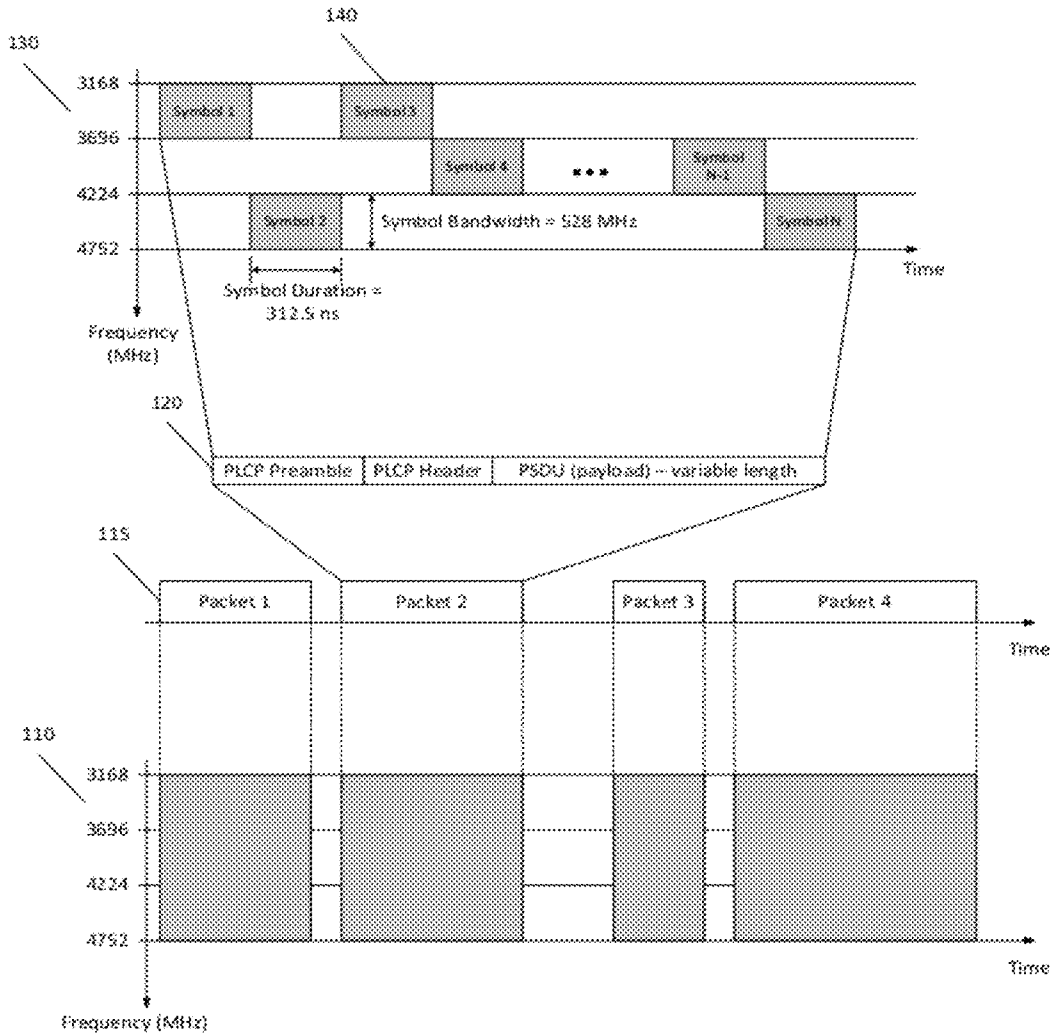 140
130
3168
Symbol 1
Symbol 3
3696
Symbol 4
Symbol N-1
4224
Symbol 2
Symbol Bandwidth = 528 MHz
Symbol N
4752
Time
Symbol Duration =
312.5 ns
Frequency
(MHz)
120
PLCP Preamble
PLCP Header
PSDU (payload) – variable length
115
Packet 1
Packet 2
Packet 3
Packet 4
Time
110
3168
3696
4224
4752
Time
Frequency (MHz)